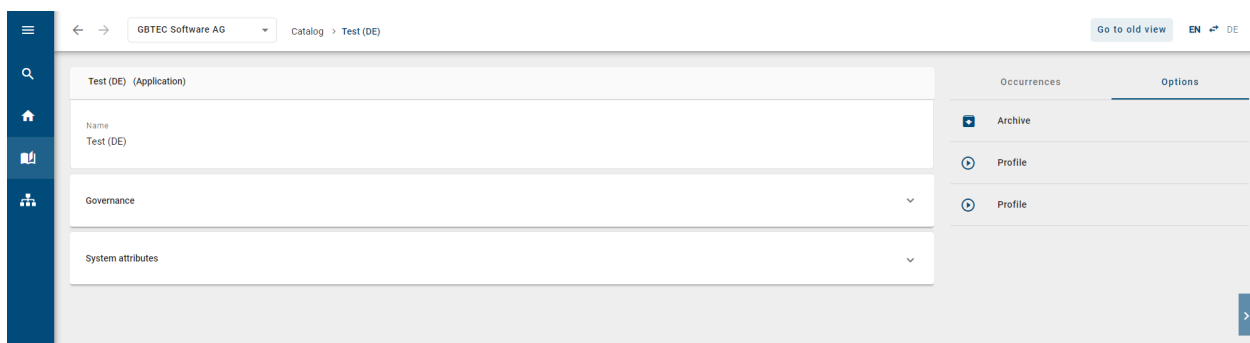 GBTEC Software AG
Catalog > Test (DE)
Go to old view
EN DE
Test (DE) (Application)
Name
Test (DE)
Governance
System attributes
Occurrences
Options
Archive
Profile
Profile